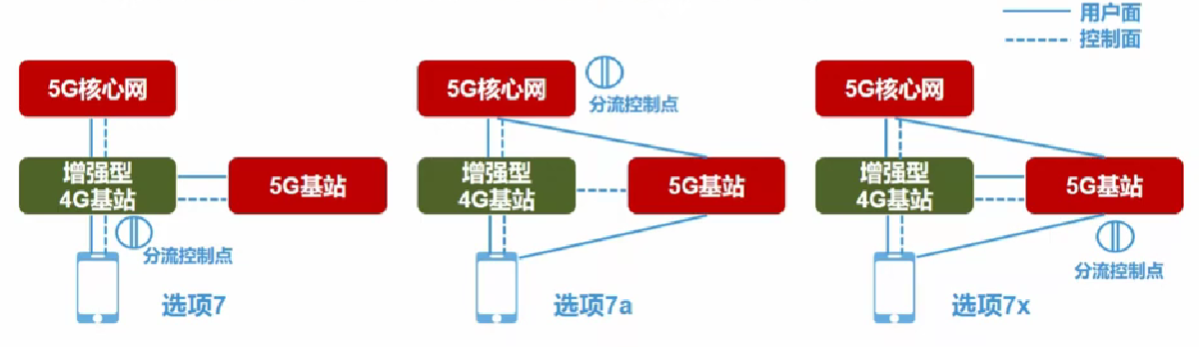 用户面
控制面
5G核心网
增强型
4G基站
5G基站
分流控制点
选项7
5G核心网
分流控制点
增强型
4G基站
5G基站
选项7a
5G核心网
增强型
4G基站
5G基站
分流控制点
选项7x